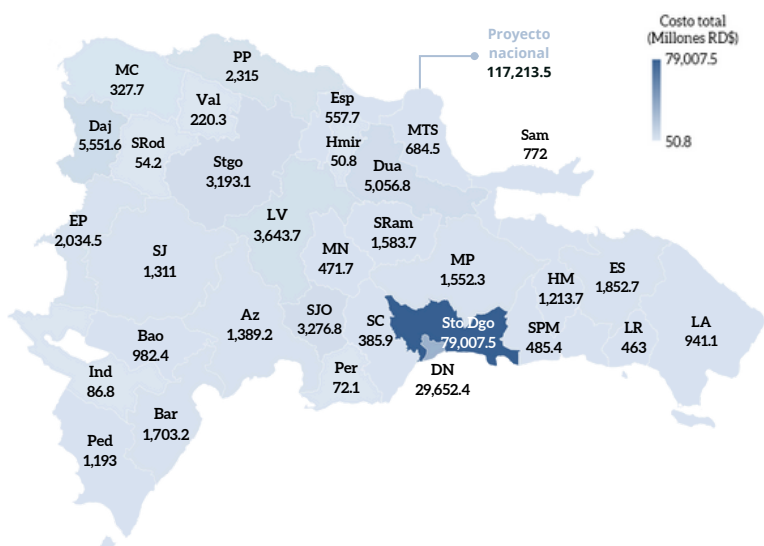 Proyecto
nacional
117,213.5
Costo total
(Millones RD$)
79,007.5
50.8
MC
327.7
PP
2,315
Val
220.3
Daj
5,551.6
SRod
54.2
Stgo
3,193.1
Esp
557.7
Hmir
50.8
MTS
684.5
Dua
5,056.8
Sam
772
EP
2,034.5
SJ
1,311
LV
3,643.7
MN
471.7
SRam
1,583.7
MP
1,552.3
HM
1,213.7
ES
1,852.7
LA
941.1
Bao
982.4
Az
1,389.2
SJO
3,276.8
SC
385.9
Sto Dgo
79,007.5
SPM
485.4
LR
463
Ind
86.8
Per
72.1
DN
29,652.4
Bar
1,703.2
Ped
1,193